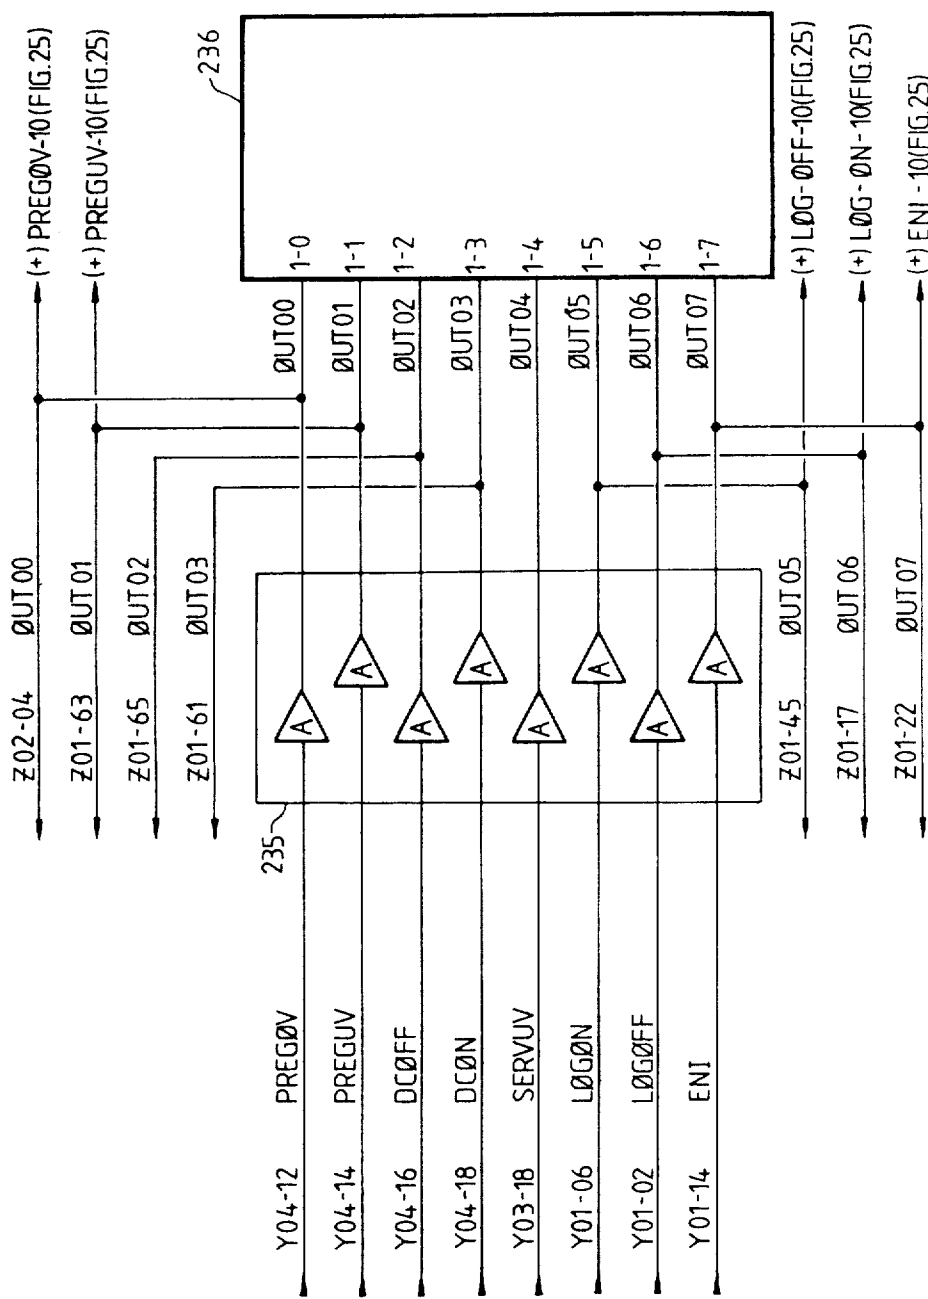 Z02-04 ØUT00 (+) PREGØV-10(FIG.25)
Z01-63 ØUT01 (+) PREGUV-10(FIG.25)
Z01-65 ØUT02
Z01-61 ØUT03
235
236
Y04-12 PREGØV A ØUT00 1-0
Y04-14 PREGUV A ØUT01 1-1
Y04-16 DCØFF A ØUT02 1-2
Y04-18 DCØN A ØUT03 1-3
Y03-18 SERVUV A ØUT04 1-4
Y01-06 LØGØN A ØUT05 1-5
Y01-02 LØGØFF A ØUT06 1-6
Y01-14 ENI A ØUT07 1-7
Z01-45 ØUT05 (+) LØG-ØFF-10(FIG.25)
Z01-17 ØUT06 (+) LØG-ØN-10(FIG.25)
Z01-22 ØUT07 (+) ENI-10(FIG.25)